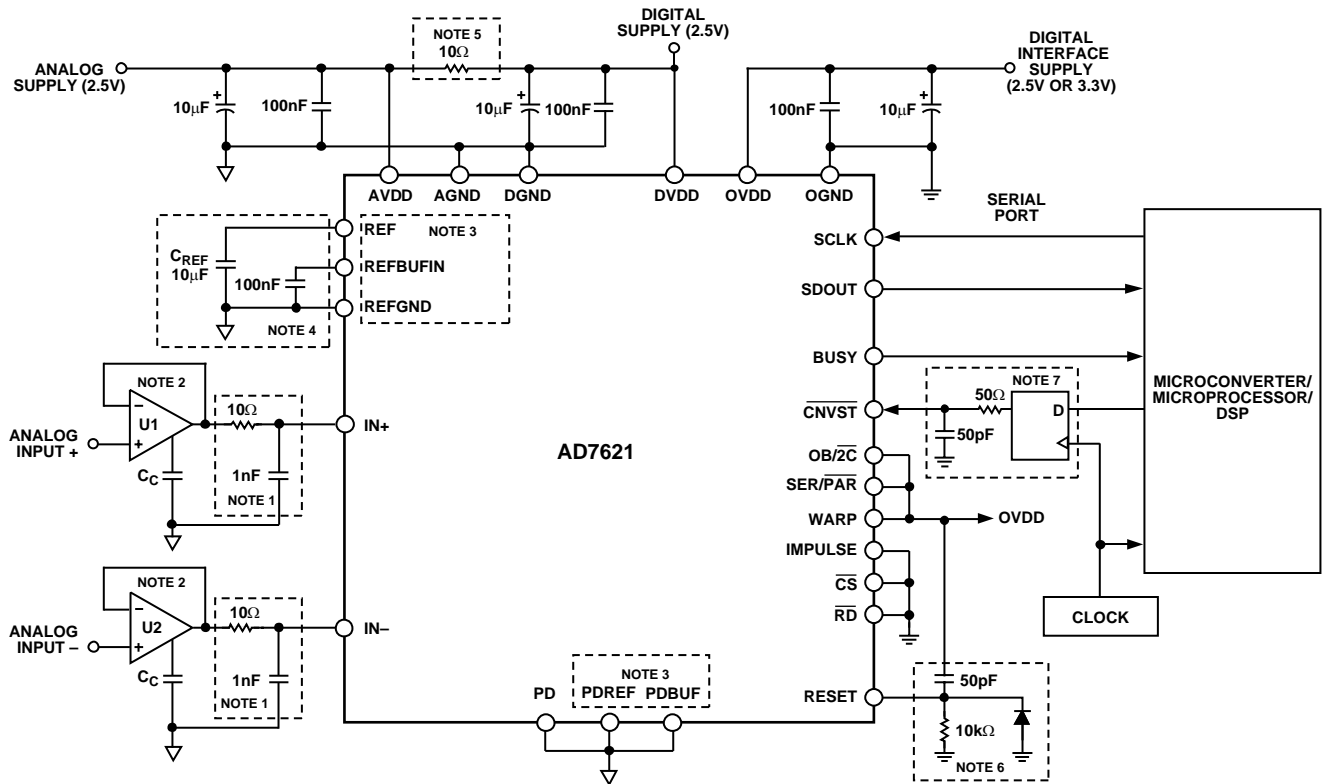 ANALOG
SUPPLY (2.5V)
NOTE 5
10Ω
DIGITAL
SUPPLY (2.5V)
DIGITAL
INTERFACE
SUPPLY
(2.5V OR 3.3V)
+
10μF
100nF
+
10μF
100nF
100nF
+
10μF
AVDD
AGND
DGND
DVDD
OVDD
OGND
SERIAL
PORT
CREF
10μF
100nF
NOTE 4
REF
REFBUFIN
REFGND
NOTE 3
SCLK
SDOUT
BUSY
CNVST
OB/2C
SER/PAR
WARP
IMPULSE
CS
RD
RESET
AD7621
NOTE 7
50Ω
D
50pF
MICROCONVERTER/
MICROPROCESSOR/
DSP
OVDD
CLOCK
NOTE 2
−
U1
+
ANALOG
INPUT +
CC
10Ω
1nF
NOTE 1
IN+
NOTE 2
−
U2
+
ANALOG
INPUT −
CC
10Ω
1nF
NOTE 1
IN−
NOTE 3
PD
PDREF
PDBUF
50pF
10kΩ
NOTE 6